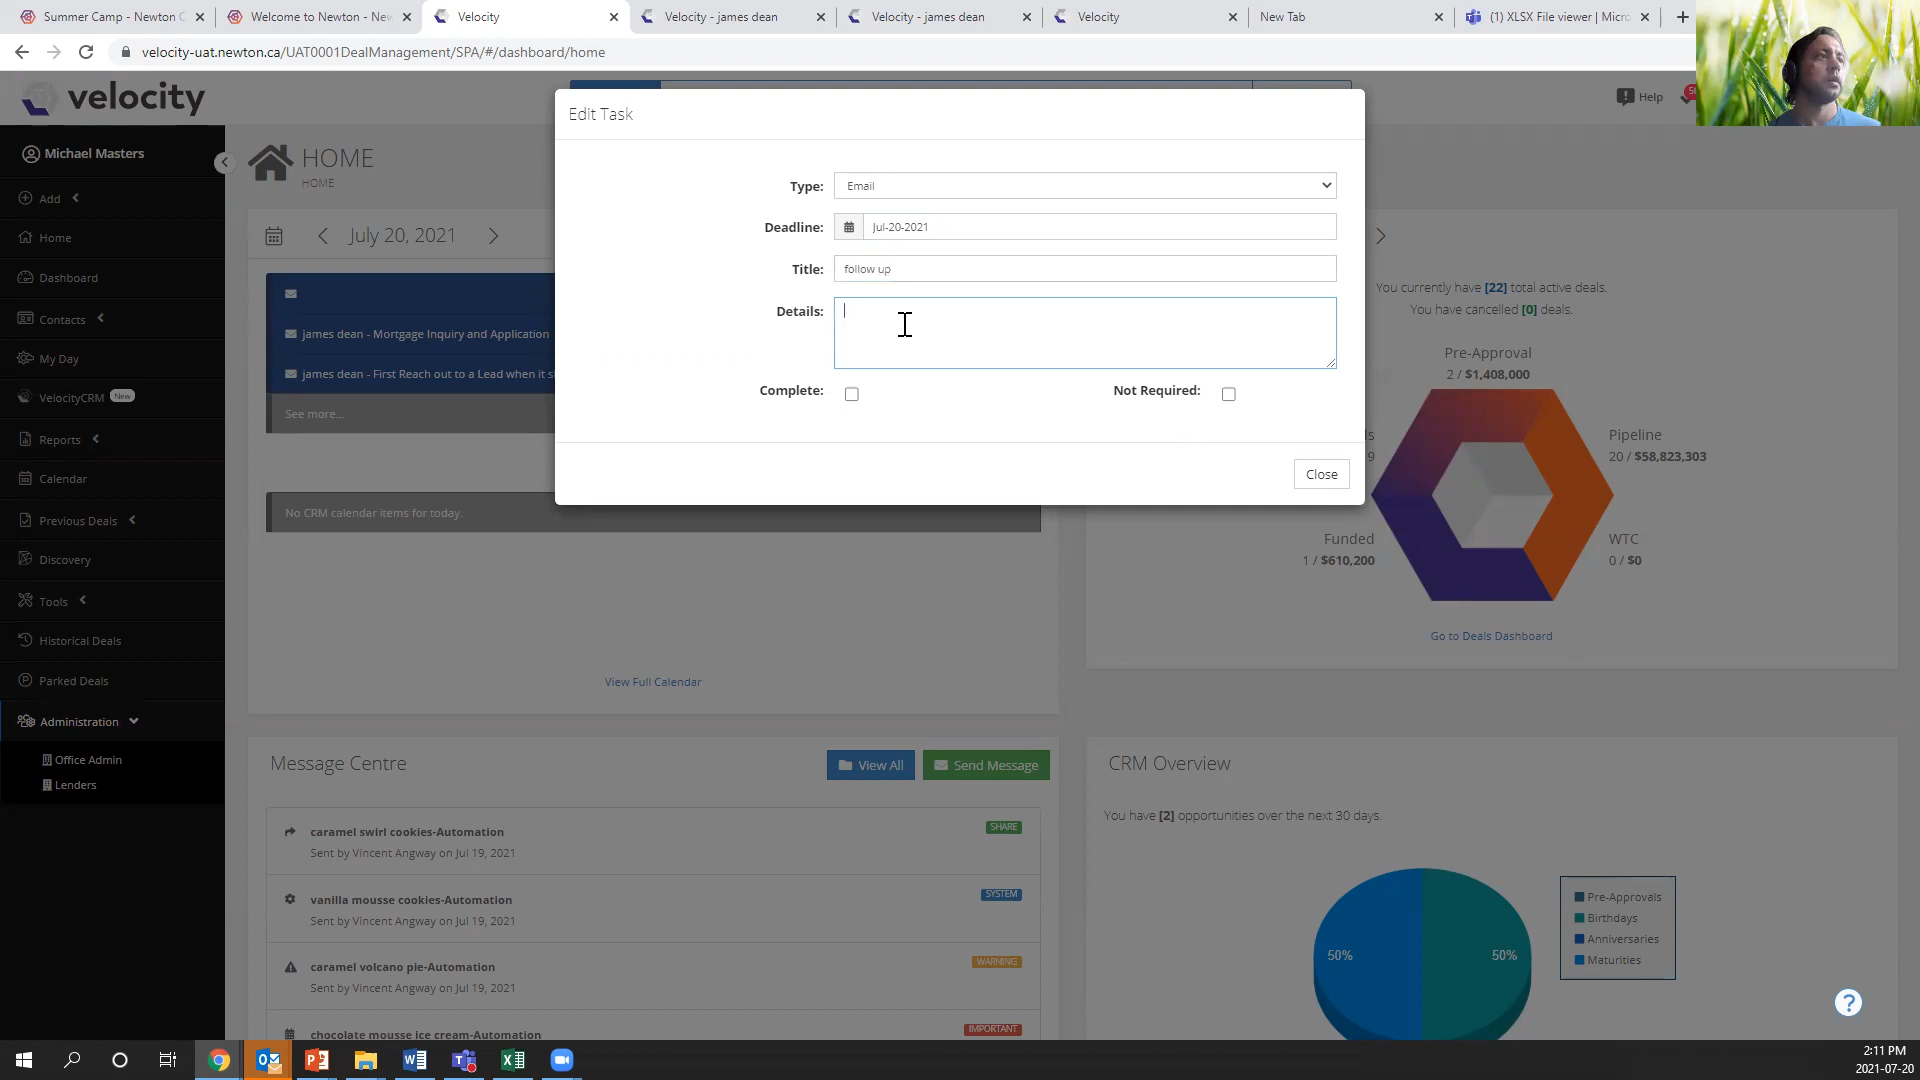 Summer Camp - Newton C
Welcome to Newton - New
Velocity
Velocity - james dean
Velocity - james dean
Velocity
New Tab
(1) XLSX File viewer | Micro
velocity-uat.newton.ca/UAT0001DealManagement/SPA/#/dashboard/home
velocity
Help
Michael Masters
Add
Home
Dashboard
Contacts
My Day
VelocityCRM New
Reports
Calendar
Previous Deals
Discovery
Tools
Historical Deals
Parked Deals
Administration
Office Admin
Lenders
HOME
HOME
July 20, 2021
james dean - Mortgage Inquiry and Application
james dean - First Reach out to a Lead when it s
See more...
No CRM calendar items for today.
View Full Calendar
Edit Task
Type: Email
Deadline: Jul-20-2021
Title: follow up
Details:
Complete: Not Required:
Close
You currently have [22] total active deals.
You have cancelled [0] deals.
Pre-Approval
2 / $1,408,000
Pipeline
20 / $58,823,303
Funded
1 / $610,200
WTC
0 / $0
Go to Deals Dashboard
Message Centre
View All
Send Message
caramel swirl cookies-Automation
SHARE
Sent by Vincent Angway on Jul 19, 2021
vanilla mousse cookies-Automation
SYSTEM
Sent by Vincent Angway on Jul 19, 2021
caramel volcano pie-Automation
WARNING
Sent by Vincent Angway on Jul 19, 2021
chocolate mousse ice cream-Automation
IMPORTANT
CRM Overview
You have [2] opportunities over the next 30 days.
50%
50%
Pre-Approvals
Birthdays
Anniversaries
Maturities
2:11 PM
2021-07-20